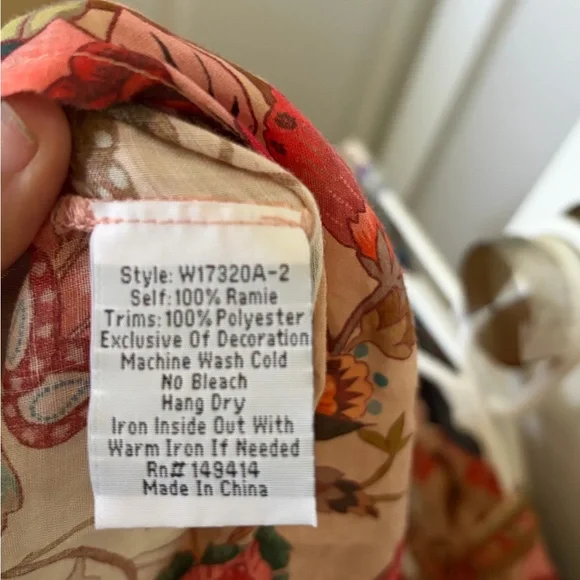 Style: W17320A-2
Self: 100% Ramie
Trims: 100% Polyester
Exclusive Of Decoration
Machine Wash Cold
No Bleach
Hang Dry
Iron Inside Out With
Warm Iron If Needed
Rn# 149414
Made In China